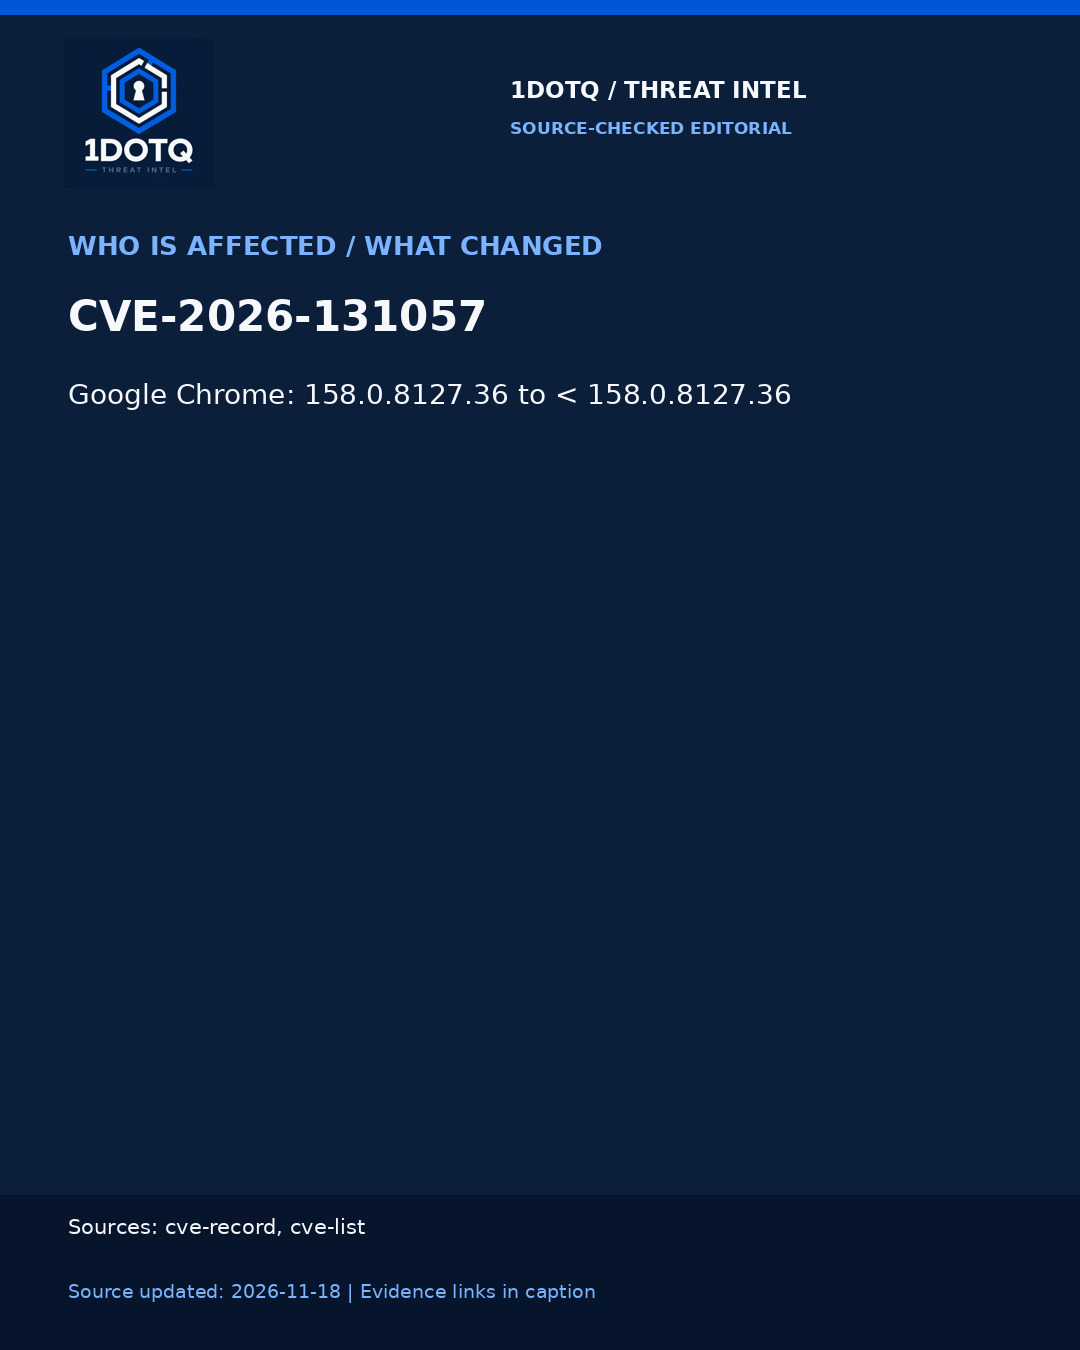 1DOTQ
THREAT INTEL
1DOTQ / THREAT INTEL
SOURCE-CHECKED EDITORIAL
WHO IS AFFECTED / WHAT CHANGED
CVE-2026-131057
Google Chrome: 158.0.8127.36 to < 158.0.8127.36
Sources: cve-record, cve-list
Source updated: 2026-11-18 | Evidence links in caption